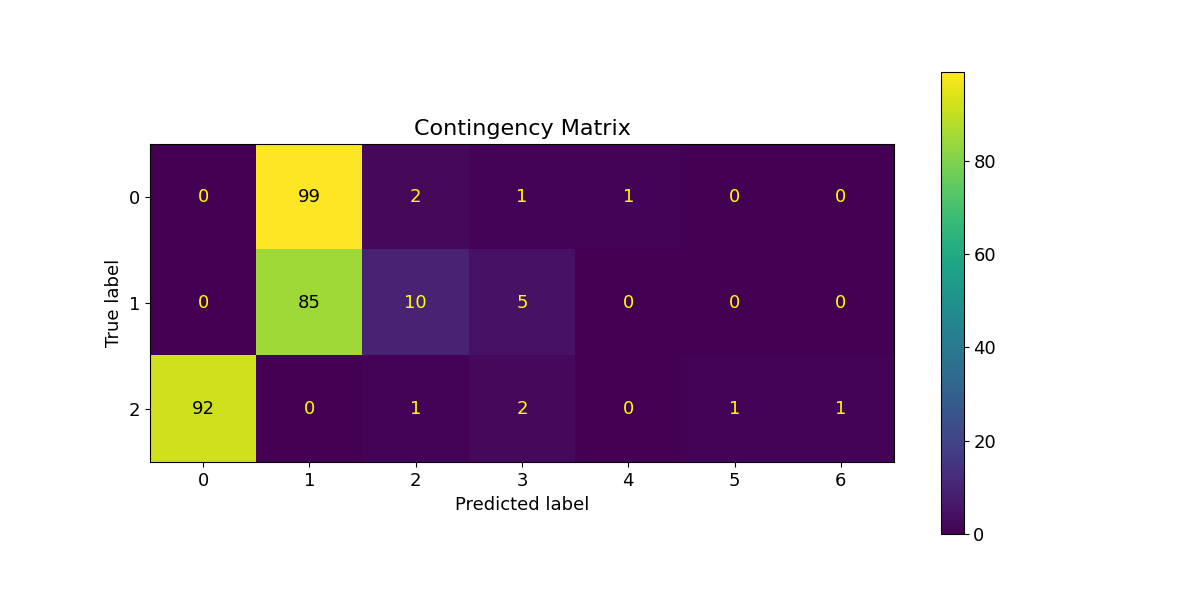 Contingency Matrix
True label
0 0 99 2 1 1 0 0
1 0 85 10 5 0 0 0
2 92 0 1 2 0 1 1
0 1 2 3 4 5 6
Predicted label
80
60
40
20
0